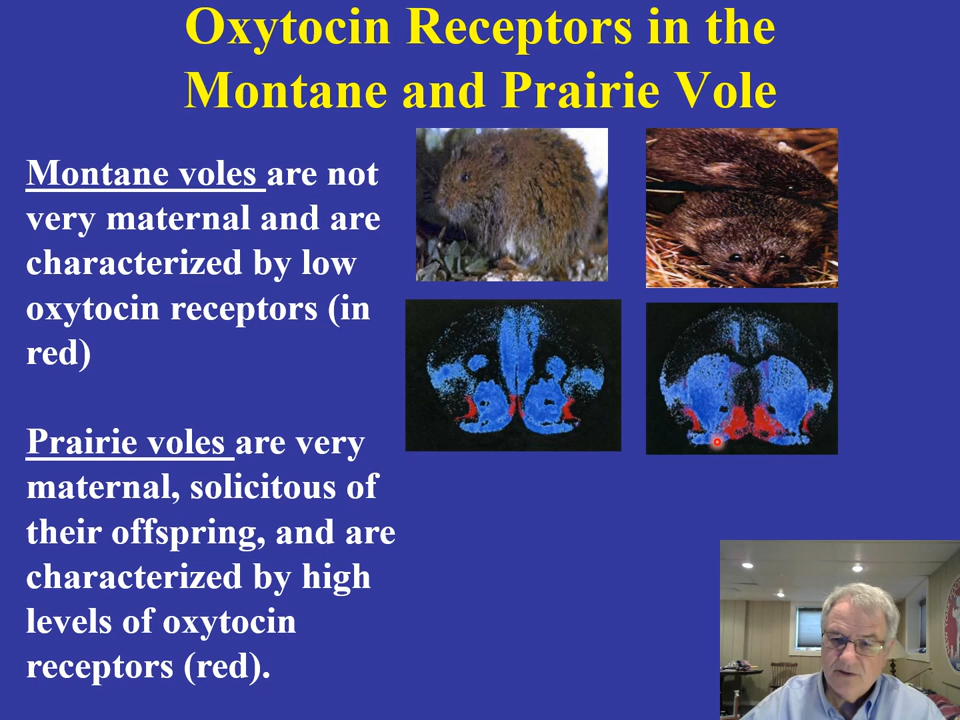 Oxytocin Receptors in the
Montane and Prairie Vole
Montane voles are not
very maternal and are
characterized by low
oxytocin receptors (in
red)
Prairie voles are very
maternal, solicitous of
their offspring, and are
characterized by high
levels of oxytocin
receptors (red).